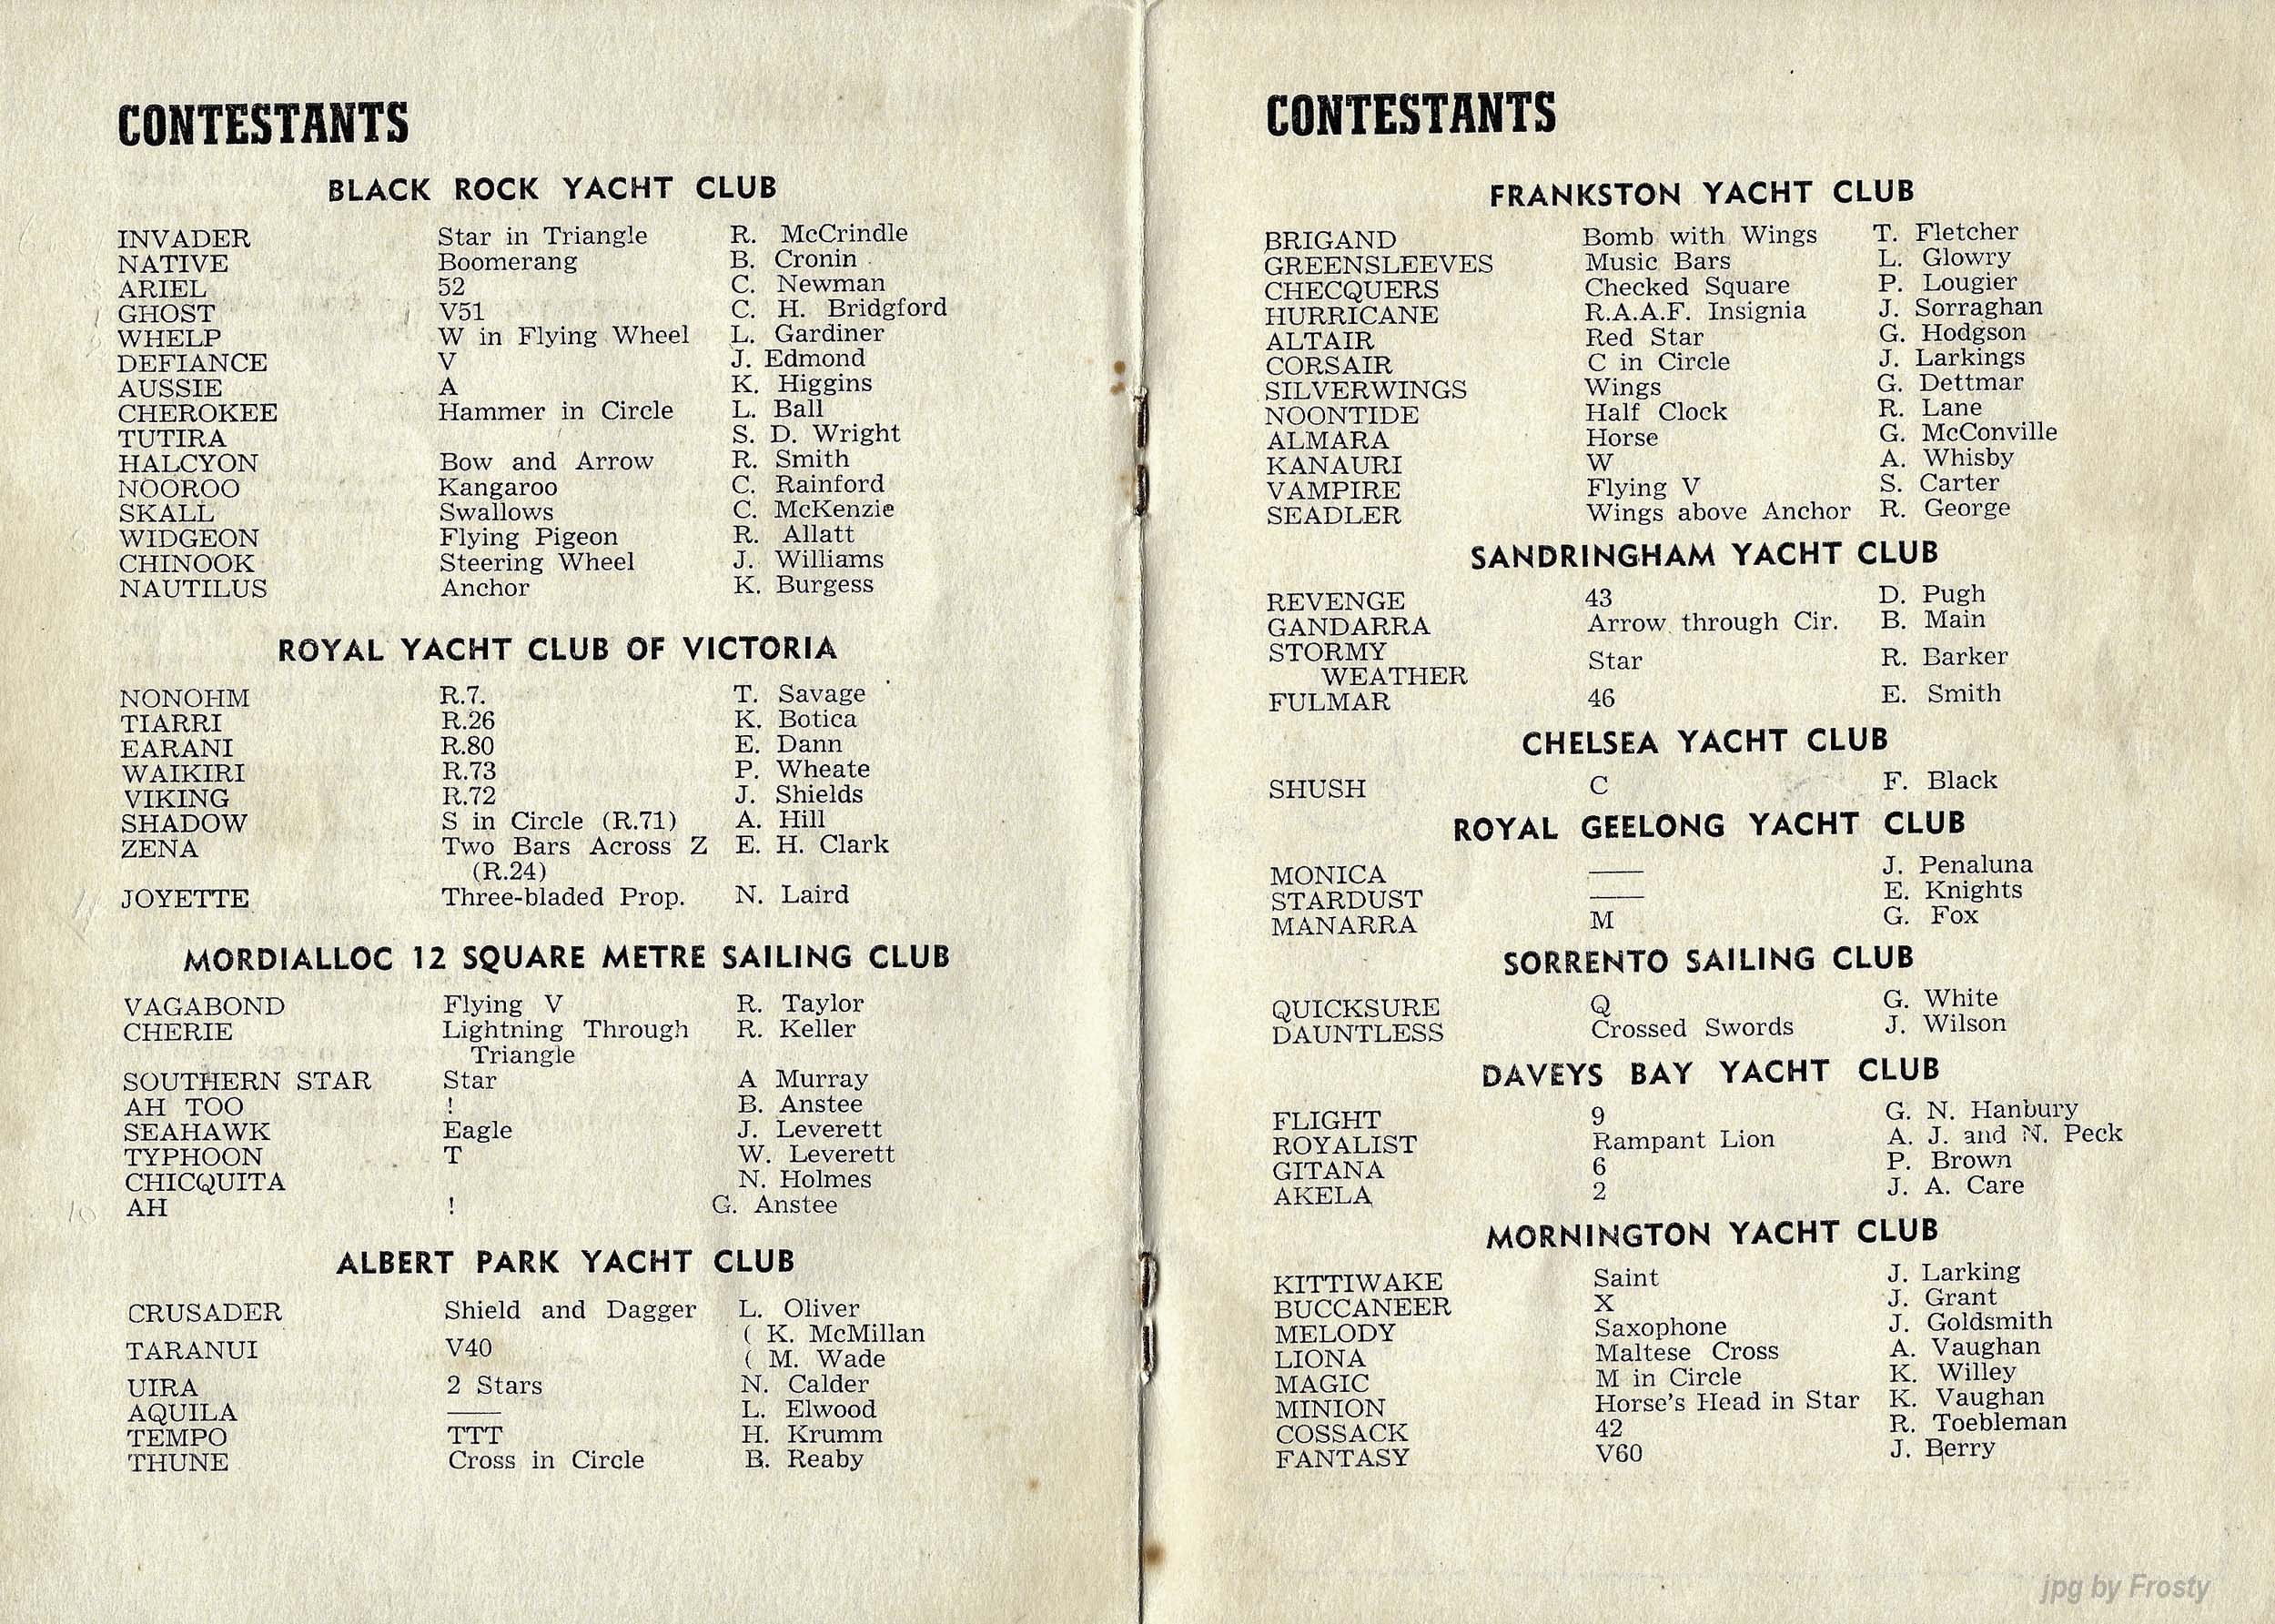 CONTESTANTS
BLACK ROCK YACHT CLUB
INVADER Star in Triangle R. McCrindle
NATIVE Boomerang B. Cronin
ARIEL 52 C. Newman
GHOST V51 C. H. Bridgford
WHELP W in Flying Wheel L. Gardiner
DEFIANCE V J. Edmond
AUSSIE A K. Higgins
CHEROKEE Hammer in Circle L. Ball
TUTIRA S. D. Wright
HALCYON Bow and Arrow R. Smith
NOOROO Kangaroo C. Rainford
SKALL Swallows C. McKenzie
WIDGEON Flying Pigeon R. Allatt
CHINOOK Steering Wheel J. Williams
NAUTILUS Anchor K. Burgess
ROYAL YACHT CLUB OF VICTORIA
NONOHM R.7. T. Savage
TIARRI R.26 K. Botica
EARANI R.80 E. Dann
WAIKIRI R.73 P. Wheate
VIKING R.72 J. Shields
SHADOW S in Circle (R.71) A. Hill
ZENA Two Bars Across Z E. H. Clark
(R.24)
JOYETTE Three-bladed Prop. N. Laird
MORDIALLOC 12 SQUARE METRE SAILING CLUB
VAGABOND Flying V R. Taylor
CHERIE Lightning Through R. Keller
Triangle
SOUTHERN STAR Star A Murray
AH TOO ! B. Anstee
SEAHAWK Eagle J. Leverett
TYPHOON T W. Leverett
CHICQUITA N. Holmes
AH ! G. Anstee
ALBERT PARK YACHT CLUB
CRUSADER Shield and Dagger L. Oliver
( K. McMillan
TARANUI V40
( M. Wade
UIRA 2 Stars N. Calder
AQUILA —— L. Elwood
TEMPO TTT H. Krumm
THUNE Cross in Circle B. Reaby
CONTESTANTS
FRANKSTON YACHT CLUB
BRIGAND Bomb with Wings T. Fletcher
GREENSLEEVES Music Bars L. Glowry
CHECQUERS Checked Square P. Lougier
HURRICANE R.A.A.F. Insignia J. Sorraghan
ALTAIR Red Star G. Hodgson
CORSAIR C in Circle J. Larkings
SILVERWINGS Wings G. Dettmar
NOONTIDE Half Clock R. Lane
ALMARA Horse G. McConville
KANAURI W A. Whisby
VAMPIRE Flying V S. Carter
SEADLER Wings above Anchor R. George
SANDRINGHAM YACHT CLUB
REVENGE 43 D. Pugh
GANDARRA Arrow through Cir. B. Main
STORMY
WEATHER Star R. Barker
FULMAR 46 E. Smith
CHELSEA YACHT CLUB
SHUSH C F. Black
ROYAL GEELONG YACHT CLUB
MONICA —— J. Penaluna
STARDUST —— E. Knights
MANARRA M G. Fox
SORRENTO SAILING CLUB
QUICKSURE Q G. White
DAUNTLESS Crossed Swords J. Wilson
DAVEYS BAY YACHT CLUB
FLIGHT 9 G. N. Hanbury
ROYALIST Rampant Lion A. J. and N. Peck
GITANA 6 P. Brown
AKELA 2 J. A. Care
MORNINGTON YACHT CLUB
KITTIWAKE Saint J. Larking
BUCCANEER X J. Grant
MELODY Saxophone J. Goldsmith
LIONA Maltese Cross A. Vaughan
MAGIC M in Circle K. Willey
MINION Horse's Head in Star K. Vaughan
COSSACK 42 R. Toebleman
FANTASY V60 J. Berry
jpg by Frosty